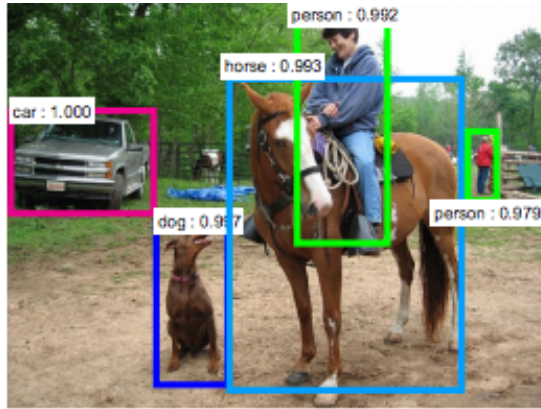 person : 0.992
horse : 0.993
car : 1.000
person : 0.979
dog : 0.997